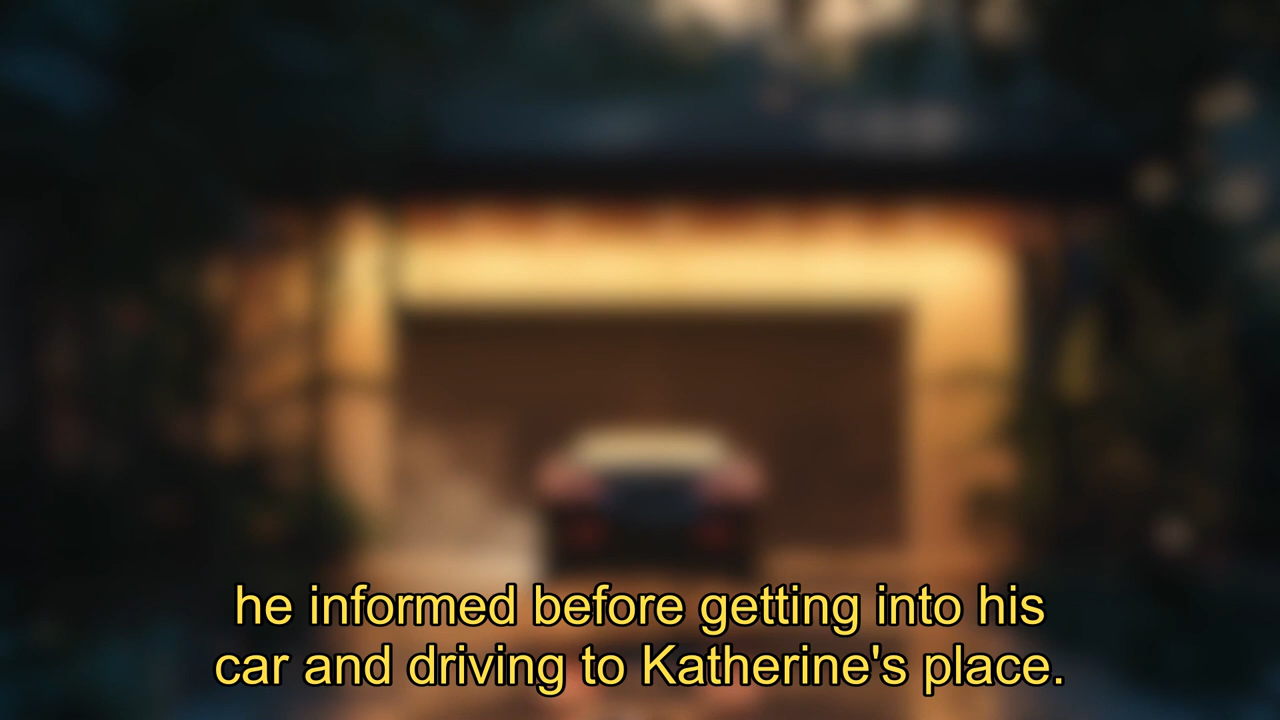 he informed before getting into his
car and driving to Katherine's place.